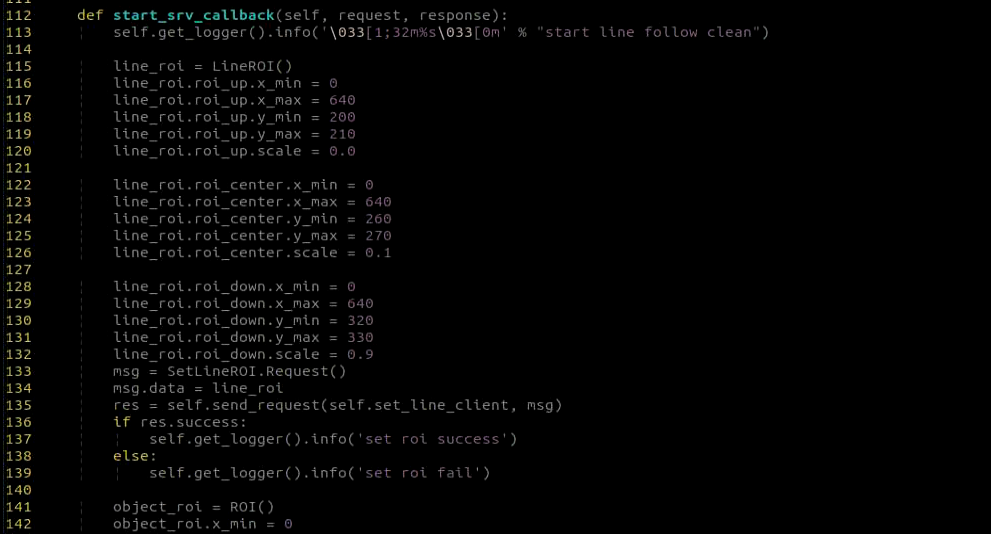 112 def start_srv_callback(self, request, response):
113 self.get_logger().info('\033[1;32m%s\033[0m' % "start line follow clean")
114
115 line_roi = LineROI()
116 line_roi.roi_up.x_min = 0
117 line_roi.roi_up.x_max = 640
118 line_roi.roi_up.y_min = 200
119 line_roi.roi_up.y_max = 210
120 line_roi.roi_up.scale = 0.0
121
122 line_roi.roi_center.x_min = 0
123 line_roi.roi_center.x_max = 640
124 line_roi.roi_center.y_min = 260
125 line_roi.roi_center.y_max = 270
126 line_roi.roi_center.scale = 0.1
127
128 line_roi.roi_down.x_min = 0
129 line_roi.roi_down.x_max = 640
130 line_roi.roi_down.y_min = 320
131 line_roi.roi_down.y_max = 330
132 line_roi.roi_down.scale = 0.9
133 msg = SetLineROI.Request()
134 msg.data = line_roi
135 res = self.send_request(self.set_line_client, msg)
136 if res.success:
137 self.get_logger().info('set roi success')
138 else:
139 self.get_logger().info('set roi fail')
140
141 object_roi = ROI()
142 object_roi.x_min = 0